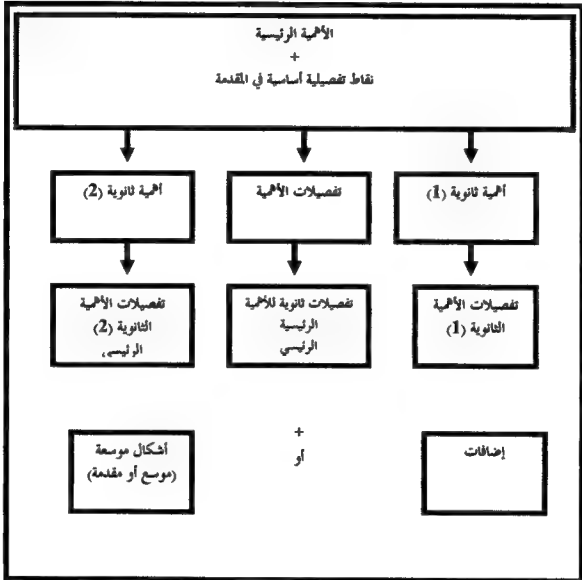 الأهمية الرئيسية
+
نقاط تفصيلية أساسية في المقدمة
أهمية ثانوية (1)
تفصيلات الأهمية
أهمية ثانوية (2)
تفصيلات الأهمية
الثانوية (1)
تفصيلات ثانوية للأهمية
الرئيسية
الرئيسي
تفصيلات الأهمية
الثانوية (2)
الرئيسي
إضافات
+
أو
أشكال موسعة
(موسع أو مقدمة)